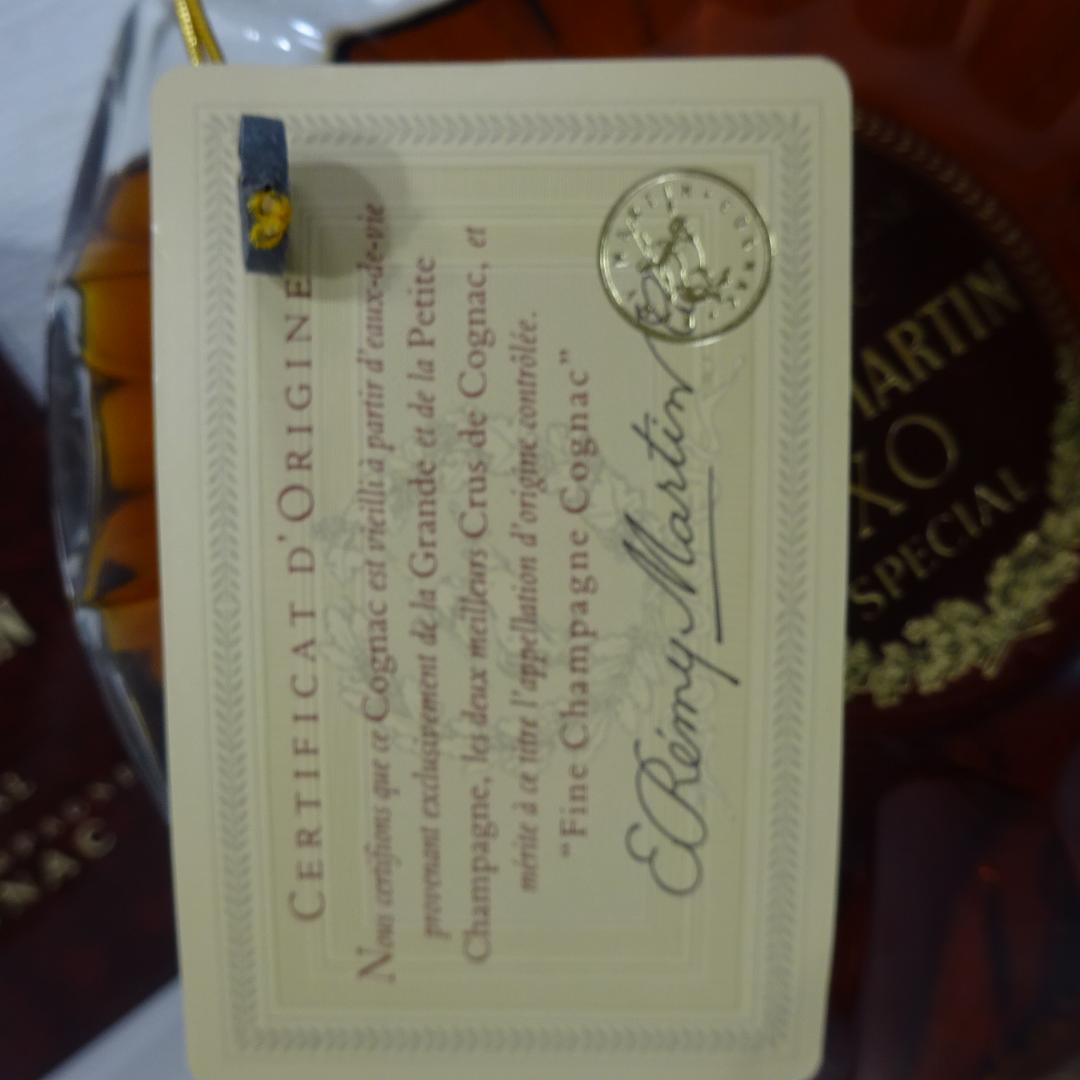 CERTIFICAT D'ORIGINE
Nous certifions que ce Cognac est vieilli à partir d'eaux-de-vie
provenant exclusivement de la Grande et de la Petite
Champagne, les deux meilleurs Crus de Cognac, et
mérite à ce titre l'appellation d'origine contrôlée.
"Fine Champagne Cognac"
E Rémy Martin
MARTIN
XO
SPECIAL